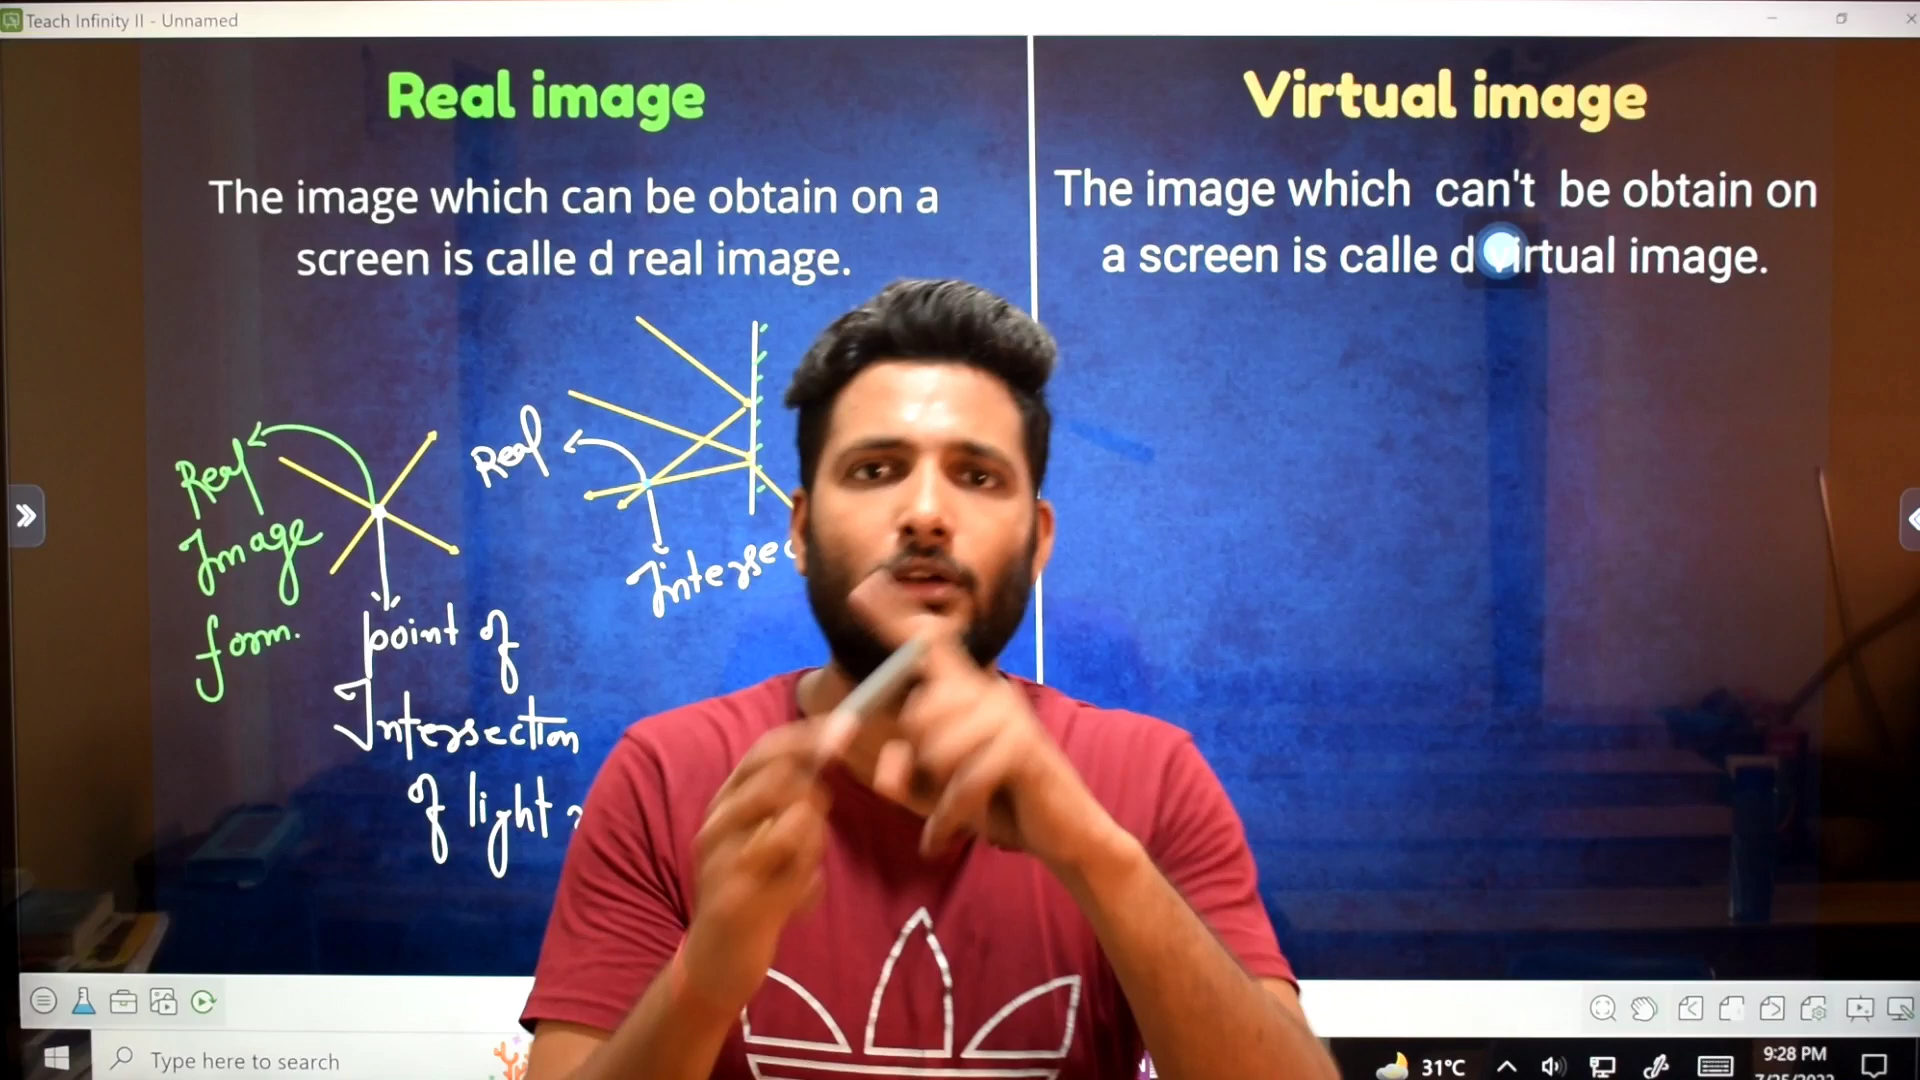 Teach Infinity II - Unnamed
Real image
The image which can be obtain on a
screen is calle d real image.
Real
Image
form.
point of
Intersection
of light
Real
Intersec
Virtual image
The image which can't be obtain on
a screen is calle d virtual image.
Type here to search
31°C
9:28 PM